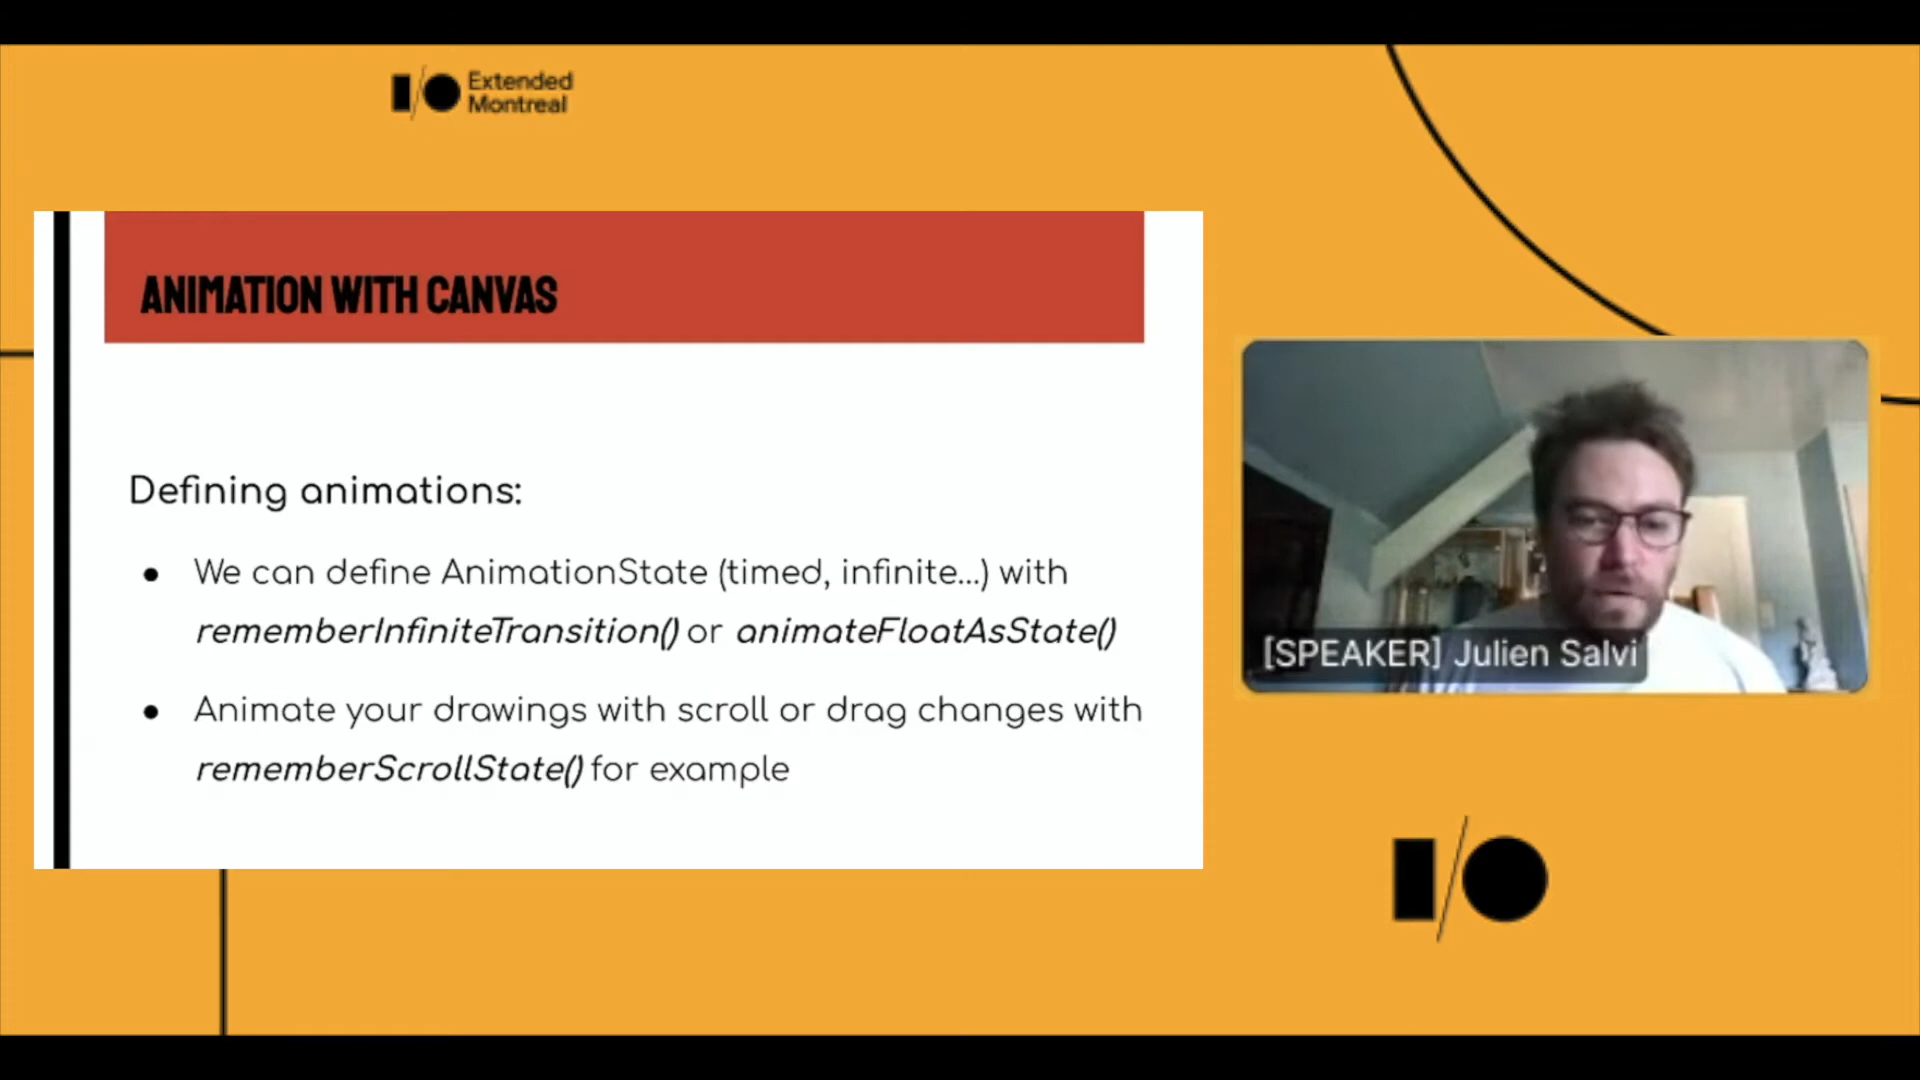 Extended
Montreal
ANIMATION WITH CANVAS
Defining animations:
● We can define AnimationState (timed, infinite...) with
rememberInfiniteTransition() or animateFloatAsState()
● Animate your drawings with scroll or drag changes with
rememberScrollState() for example
[SPEAKER] Julien Salvi
I/O